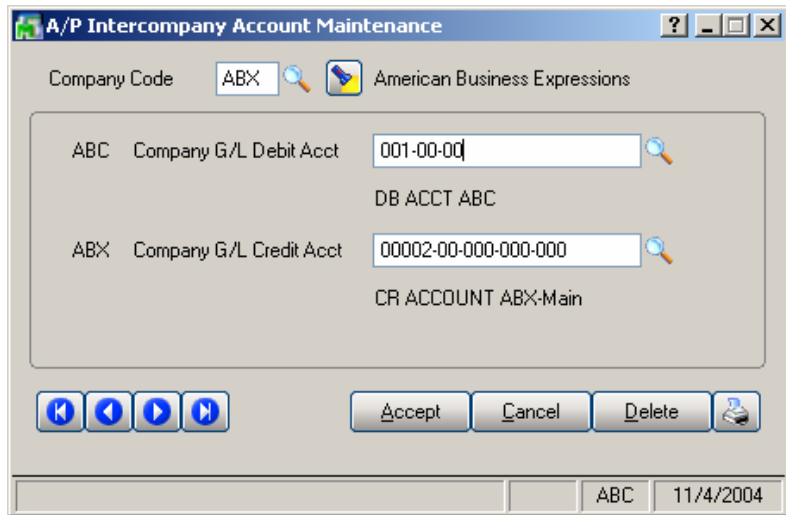 A/P Intercompany Account Maintenance ?
Company Code ABX American Business Expressions
ABC Company G/L Debit Acct 001-00-00
DB ACCT ABC
ABX Company G/L Credit Acct 00002-00-000-000-000
CR ACCOUNT ABX-Main
Accept Cancel Delete
ABC 11/4/2004